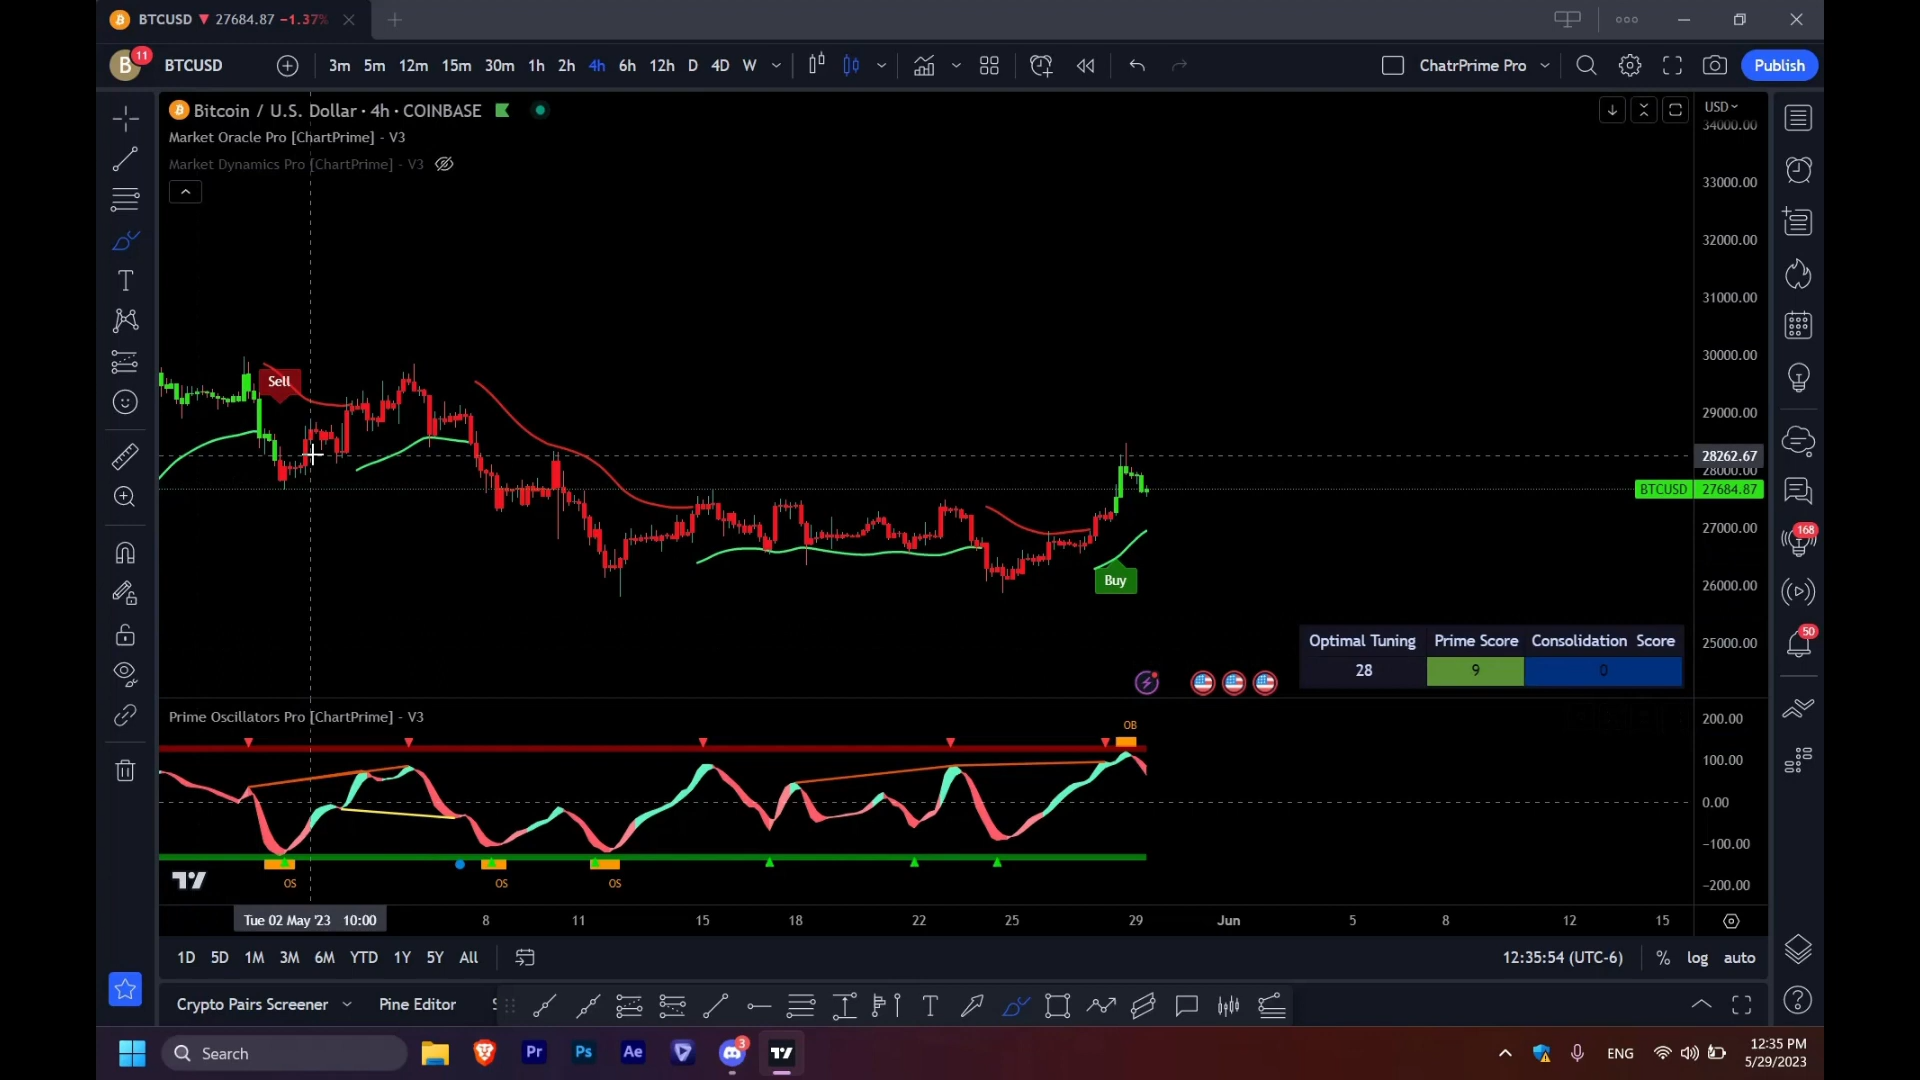 BTCUSD ▼ 27684.87 −1.37%
B 11 BTCUSD 3m 5m 12m 15m 30m 1h 2h 4h 6h 12h D 4D W ChatrPrime Pro Publish
Bitcoin / U.S. Dollar · 4h · COINBASE
USD
Market Oracle Pro [ChartPrime] - V3
Market Dynamics Pro [ChartPrime] - V3
34000.00
33000.00
32000.00
31000.00
30000.00
29000.00
28262.67
28000.00
BTCUSD 27684.87
27000.00
26000.00
25000.00
Sell
Buy
168
50
Optimal Tuning Prime Score Consolidation Score
28 9 0
Prime Oscillators Pro [ChartPrime] - V3
OB
200.00
100.00
0.00
−100.00
−200.00
OS OS OS
Tue 02 May '23 10:00 8 11 15 18 22 25 29 Jun 5 8 12 15
1D 5D 1M 3M 6M YTD 1Y 5Y All 12:35:54 (UTC-6) % log auto
Crypto Pairs Screener Pine Editor
Search Pr Ps Ae 3 ENG 12:35 PM
5/29/2023